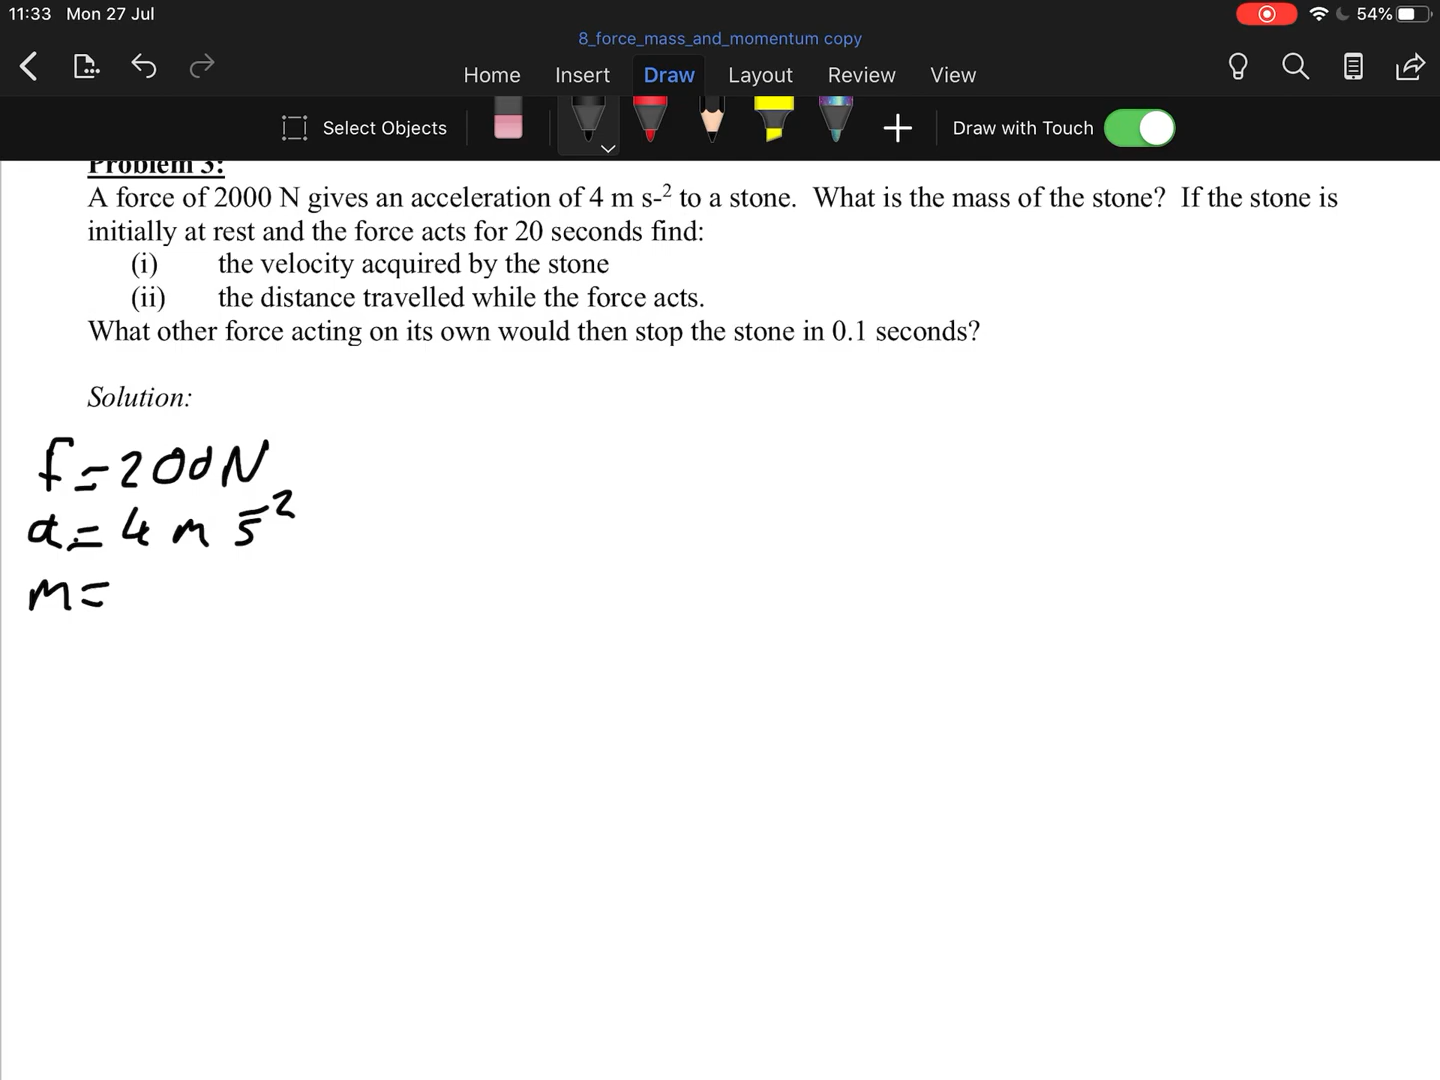 11:33 Mon 27 Jul
54%
8_force_mass_and_momentum copy
Home Insert Draw Layout Review View
Select Objects
Draw with Touch
Problem 3:
A force of 2000 N gives an acceleration of 4 m s-² to a stone. What is the mass of the stone? If the stone is
initially at rest and the force acts for 20 seconds find:
(i) the velocity acquired by the stone
(ii) the distance travelled while the force acts.
What other force acting on its own would then stop the stone in 0.1 seconds?
Solution:
f=200N
a=4 m s⁻²
m=